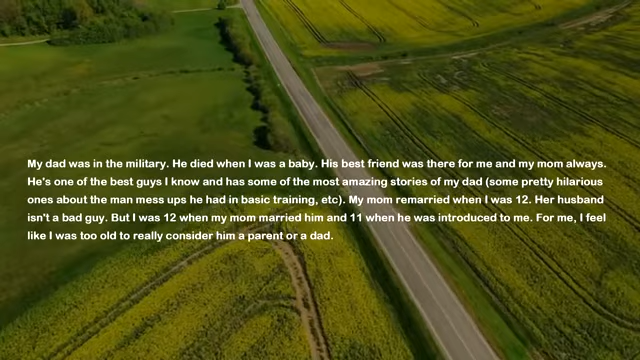 My dad was in the military. He died when I was a baby. His best friend was there for me and my mom always.
He's one of the best guys I know and has some of the most amazing stories of my dad (some pretty hilarious
ones about the man mess ups he had in basic training, etc). My mom remarried when I was 12. Her husband
isn't a bad guy. But I was 12 when my mom married him and 11 when he was introduced to me. For me, I feel
like I was too old to really consider him a parent or a dad.